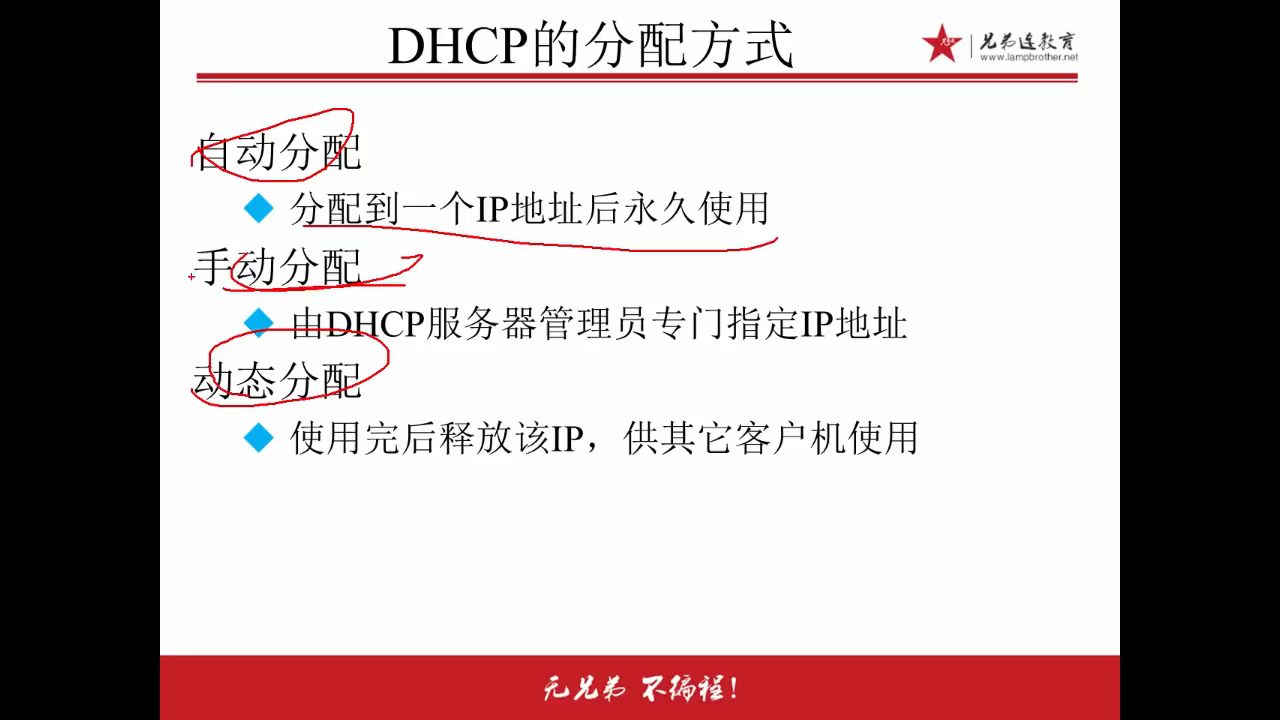 DHCP的分配方式
兄弟连教育
www.lampbrother.net
自动分配
分配到一个IP地址后永久使用
手动分配
由DHCP服务器管理员专门指定IP地址
动态分配
使用完后释放该IP，供其它客户机使用
无兄弟 不编程！